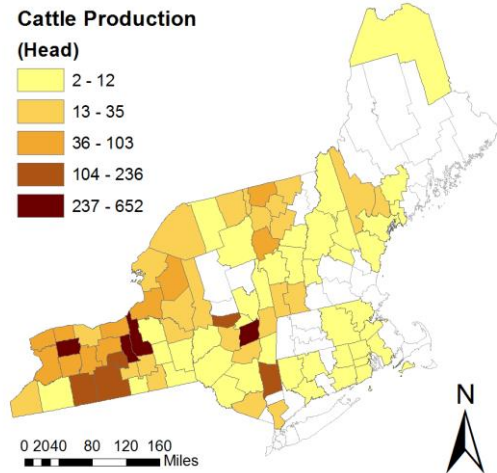 Cattle Production
(Head)
2 - 12
13 - 35
36 - 103
104 - 236
237 - 652
N
0 2040 80 120 160
Miles